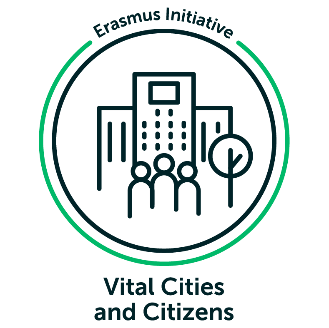 Erasmus Initiative
Vital Cities
and Citizens